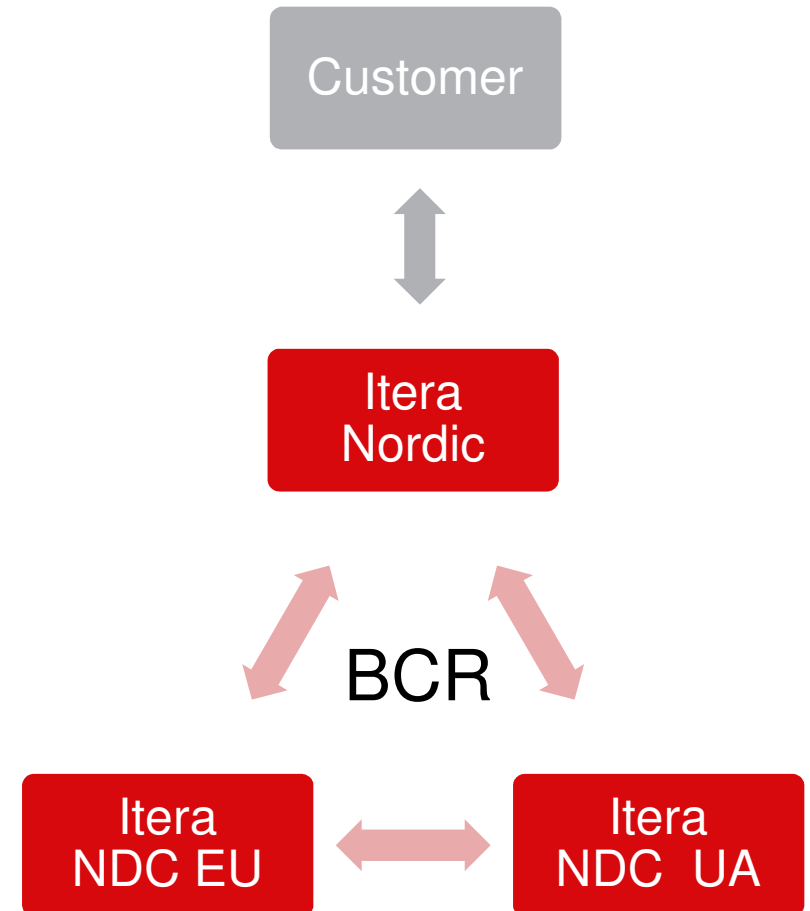 Customer
Itera
Nordic
BCR
Itera
NDC EU
Itera
NDC UA